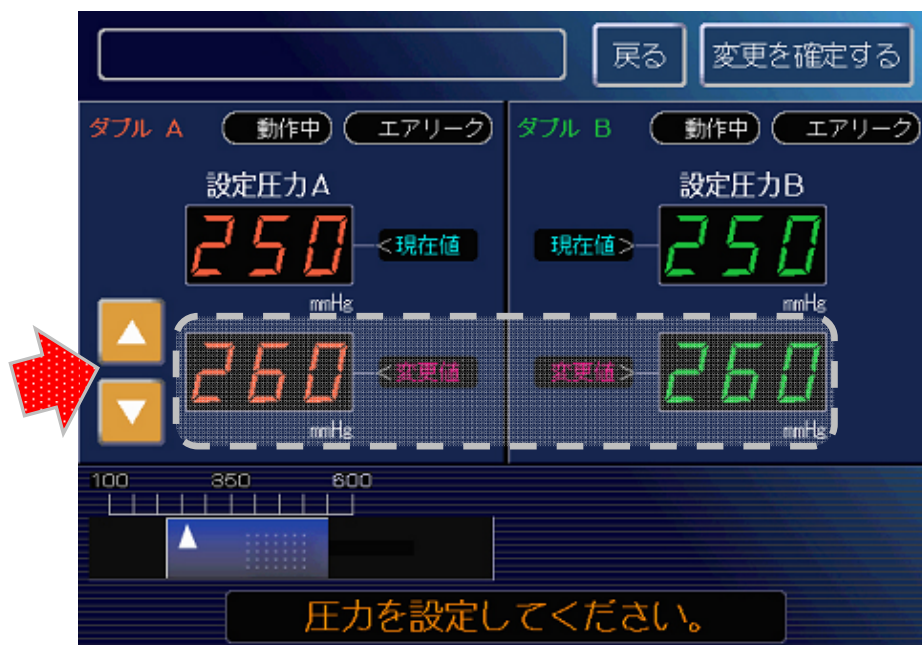 戻る 変更を確定する
ダブル A 動作中 エアリーク ダブル B 動作中 エアリーク
設定圧力A 設定圧力B
250 <現在値 現在値> 250
mmHg mmHg
260 <変更値 変更値> 260
mmHg mmHg
100 350 600
圧力を設定してください。